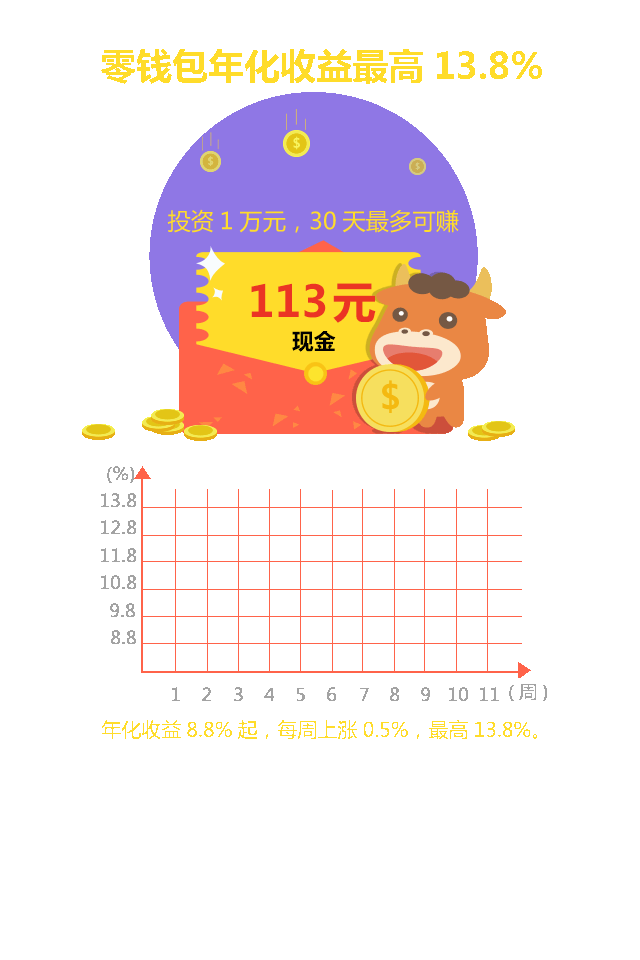 零钱包年化收益最高 13.8%
$
$
$
投资 1 万元，30 天最多可赚
113元
现金
$
(%)
13.8
12.8
11.8
10.8
9.8
8.8
1 2 3 4 5 6 7 8 9 10 11 (周)
年化收益 8.8% 起，每周上涨 0.5%，最高 13.8%。